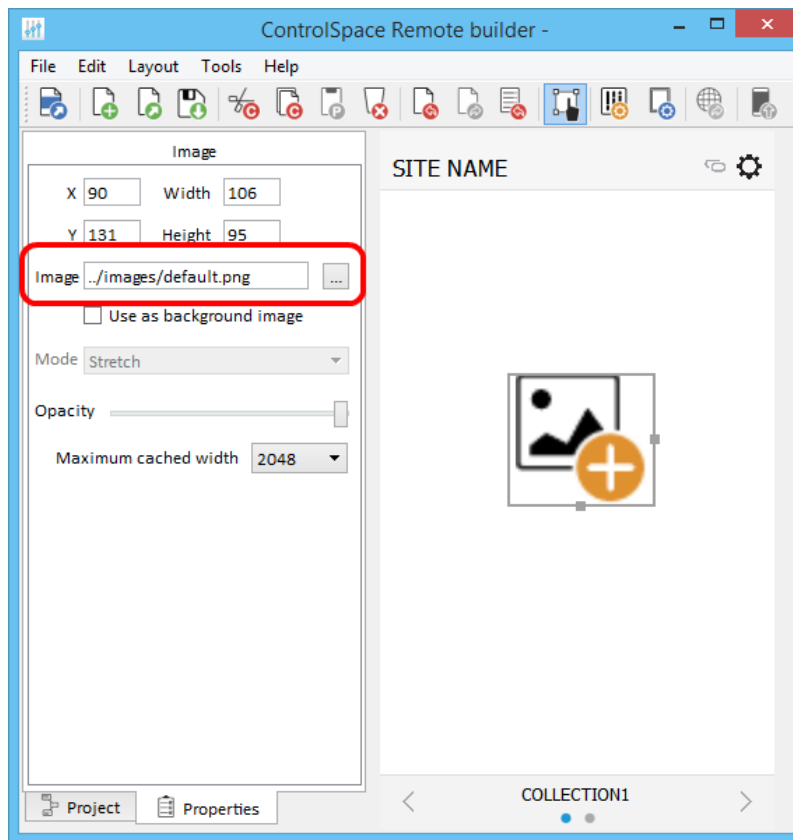 ControlSpace Remote builder -
File Edit Layout Tools Help
Image
X 90 Width 106
Y 131 Height 95
Image ../images/default.png ...
Use as background image
Mode Stretch
Opacity
Maximum cached width 2048
Project Properties
SITE NAME
COLLECTION1